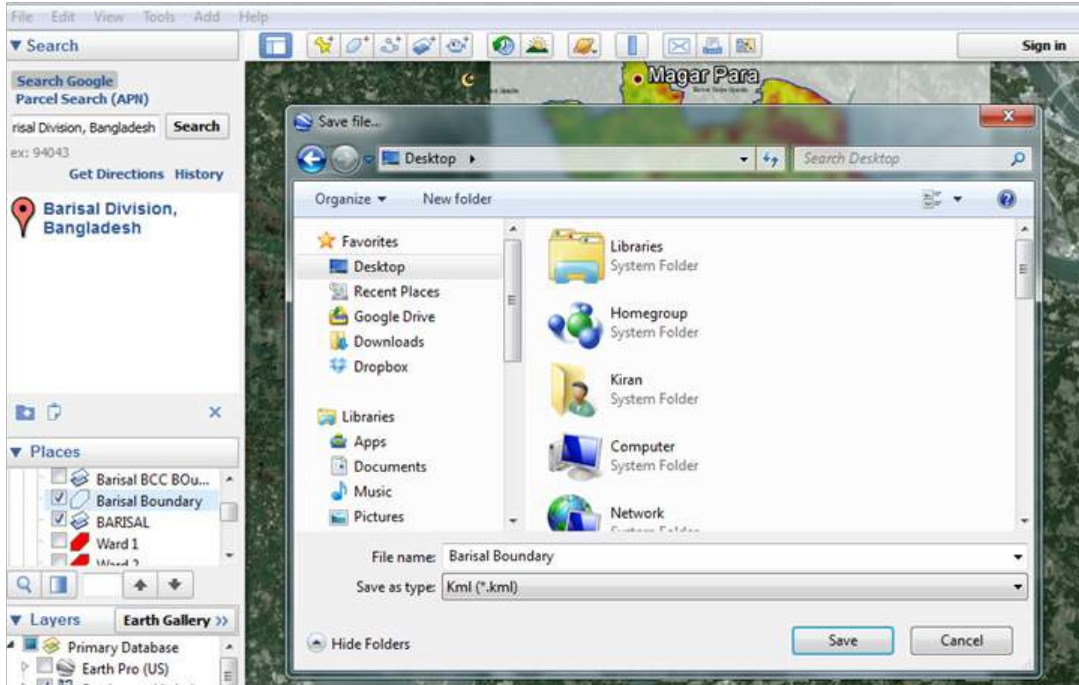 File Edit View Tools Add Help
Search
Sign in
Search Google
Parcel Search (APN)
risal Division, Bangladesh Search
ex: 94043
Get Directions History
Barisal Division,
Bangladesh
Places
Barisal BCC BOu...
Barisal Boundary
BARISAL
Ward 1
Ward 2
Layers Earth Gallery >>
Primary Database
Earth Pro (US)
Magar Para
Save file...
Desktop
Search Desktop
Organize New folder
Favorites
Desktop
Recent Places
Google Drive
Downloads
Dropbox
Libraries
Apps
Documents
Music
Pictures
Libraries
System Folder
Homegroup
System Folder
Kiran
System Folder
Computer
System Folder
Network
System Folder
File name: Barisal Boundary
Save as type: Kml (*.kml)
Hide Folders
Save Cancel